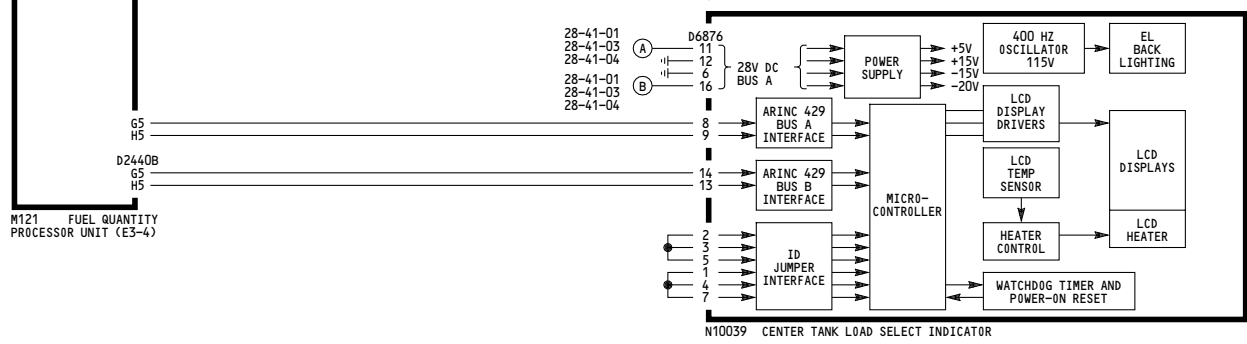 28-41-01
28-41-03
28-41-04
A
28-41-01
28-41-03
28-41-04
B
D6876
11
12
6
16
28V DC
BUS A
POWER
SUPPLY
+5V
+15V
-15V
-20V
400 HZ
OSCILLATOR
115V
EL
BACK
LIGHTING
G5
H5
8
9
ARINC 429
BUS A
INTERFACE
LCD
DISPLAY
DRIVERS
D2440B
G5
H5
14
13
ARINC 429
BUS B
INTERFACE
MICRO-
CONTROLLER
LCD
TEMP
SENSOR
LCD
DISPLAYS
M121 FUEL QUANTITY
PROCESSOR UNIT (E3-4)
2
3
5
1
4
7
ID
JUMPER
INTERFACE
HEATER
CONTROL
LCD
HEATER
WATCHDOG TIMER AND
POWER-ON RESET
N10039 CENTER TANK LOAD SELECT INDICATOR